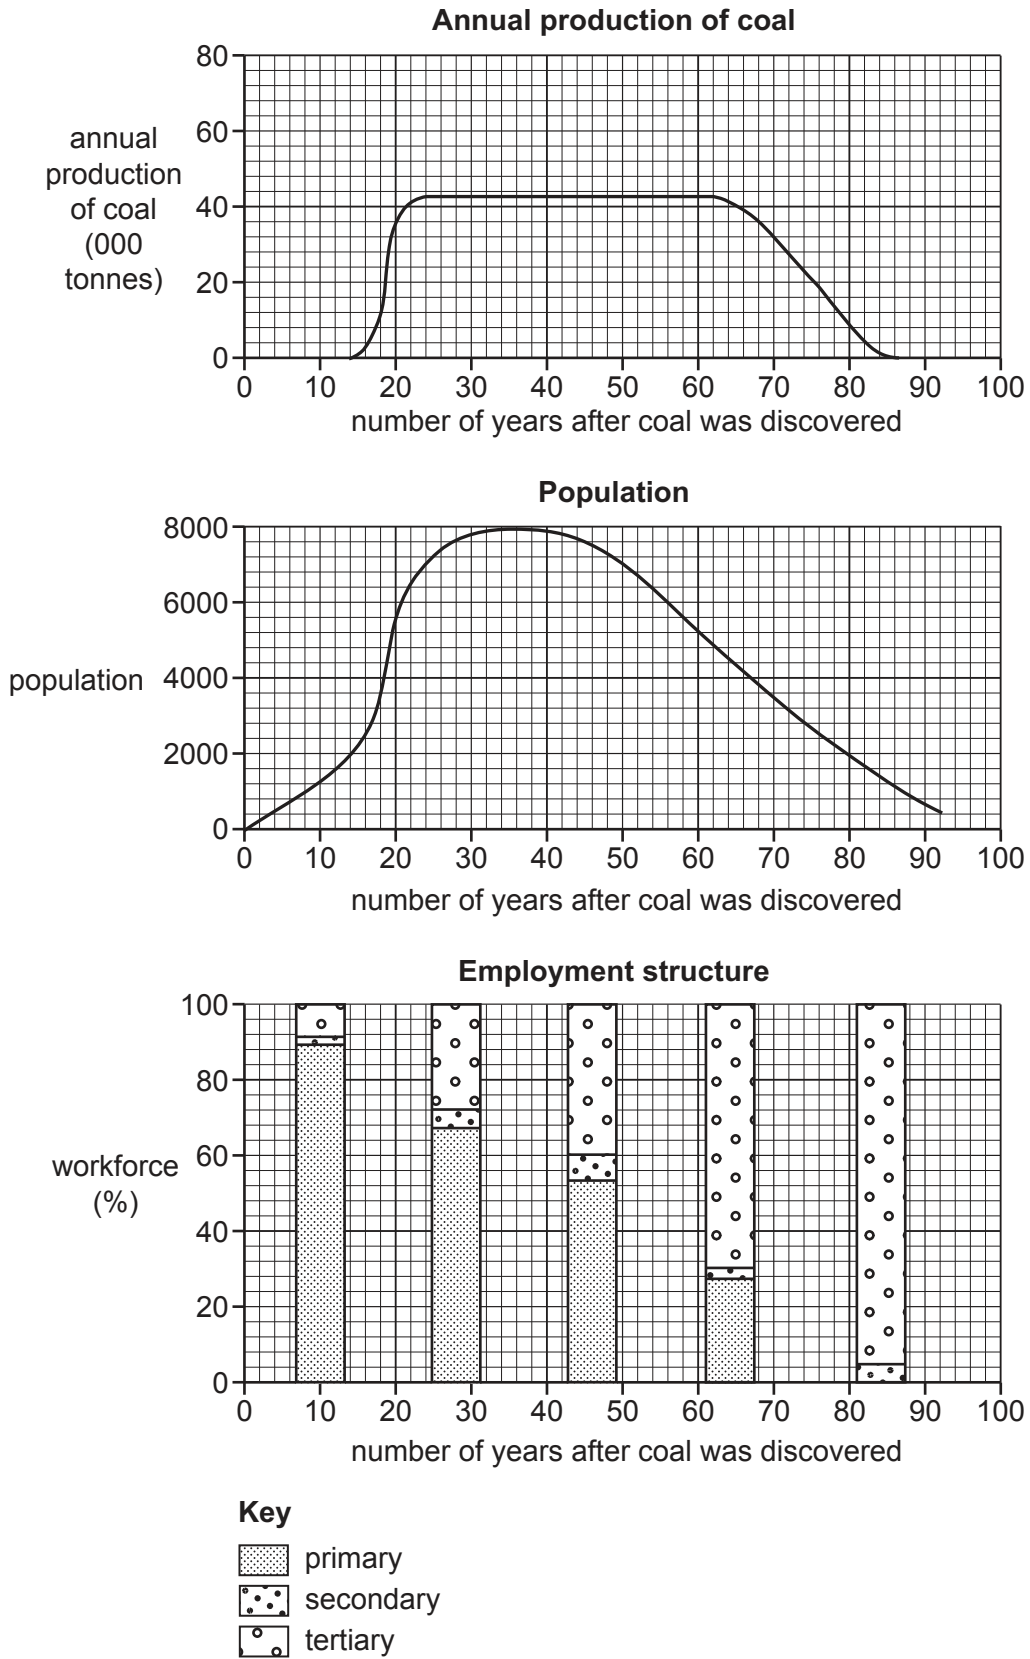 Annual production of coal
annual
production
of coal
(000
tonnes)
80
60
40
20
0
0 10 20 30 40 50 60 70 80 90 100
number of years after coal was discovered
Population
population
8000
6000
4000
2000
0
0 10 20 30 40 50 60 70 80 90 100
number of years after coal was discovered
Employment structure
workforce
(%)
100
80
60
40
20
0
0 10 20 30 40 50 60 70 80 90 100
number of years after coal was discovered
Key
primary
secondary
tertiary